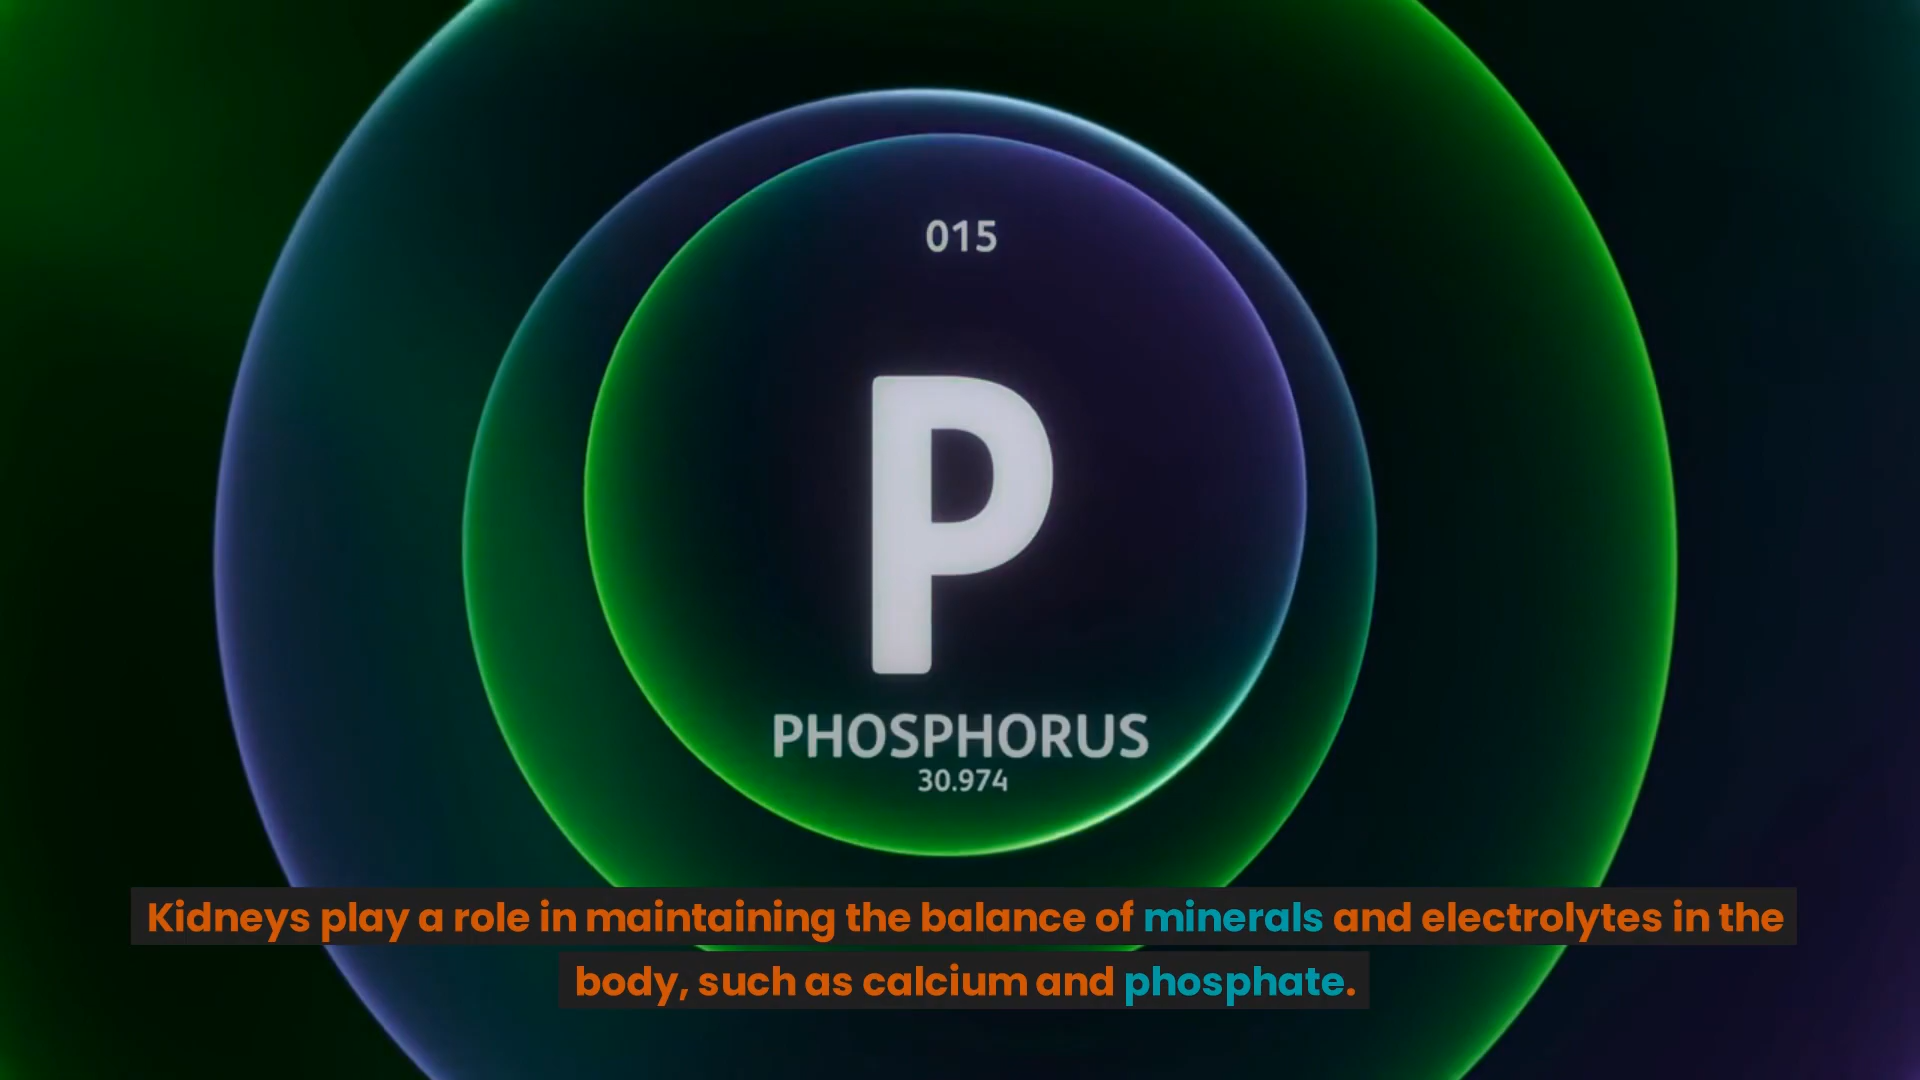 015
P
PHOSPHORUS
30.974
Kidneys play a role in maintaining the balance of minerals and electrolytes in the
body, such as calcium and phosphate.